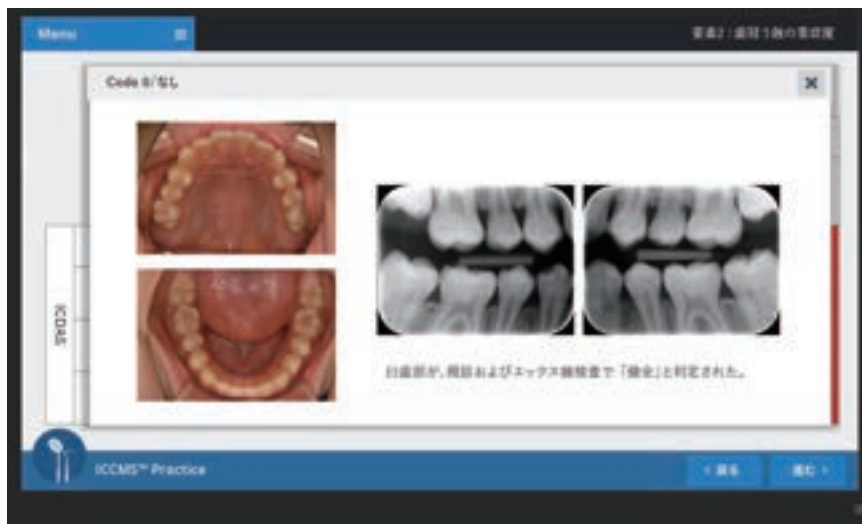 Menu
要素2：歯冠う蝕の重症度
Code 0/なし
ICDAS
臼歯部が、視診およびエックス線検査で「健全」と判定された。
ICCMS™ Practice
戻る
進む